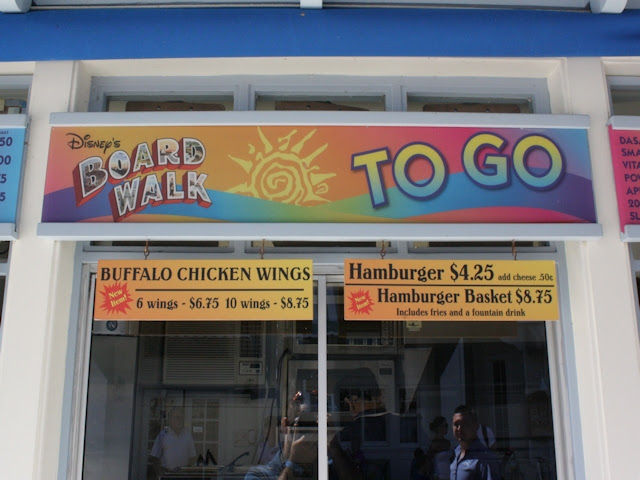 Disney's
BOARD
WALK
TO GO
BUFFALO CHICKEN WINGS
New Item!
6 wings - $6.75 10 wings - $8.75
Hamburger $4.25 add cheese .50¢
New Item!
Hamburger Basket $8.75
Includes fries and a fountain drink